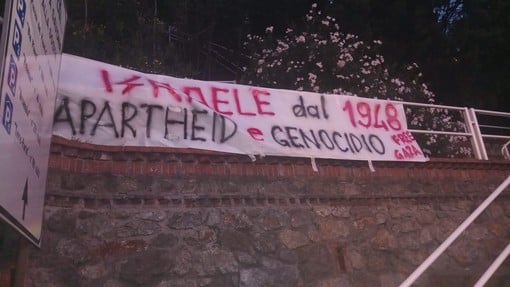 ISRAELE dal 1948
APARTHEID e GENOCIDIO
FREE
GAZA